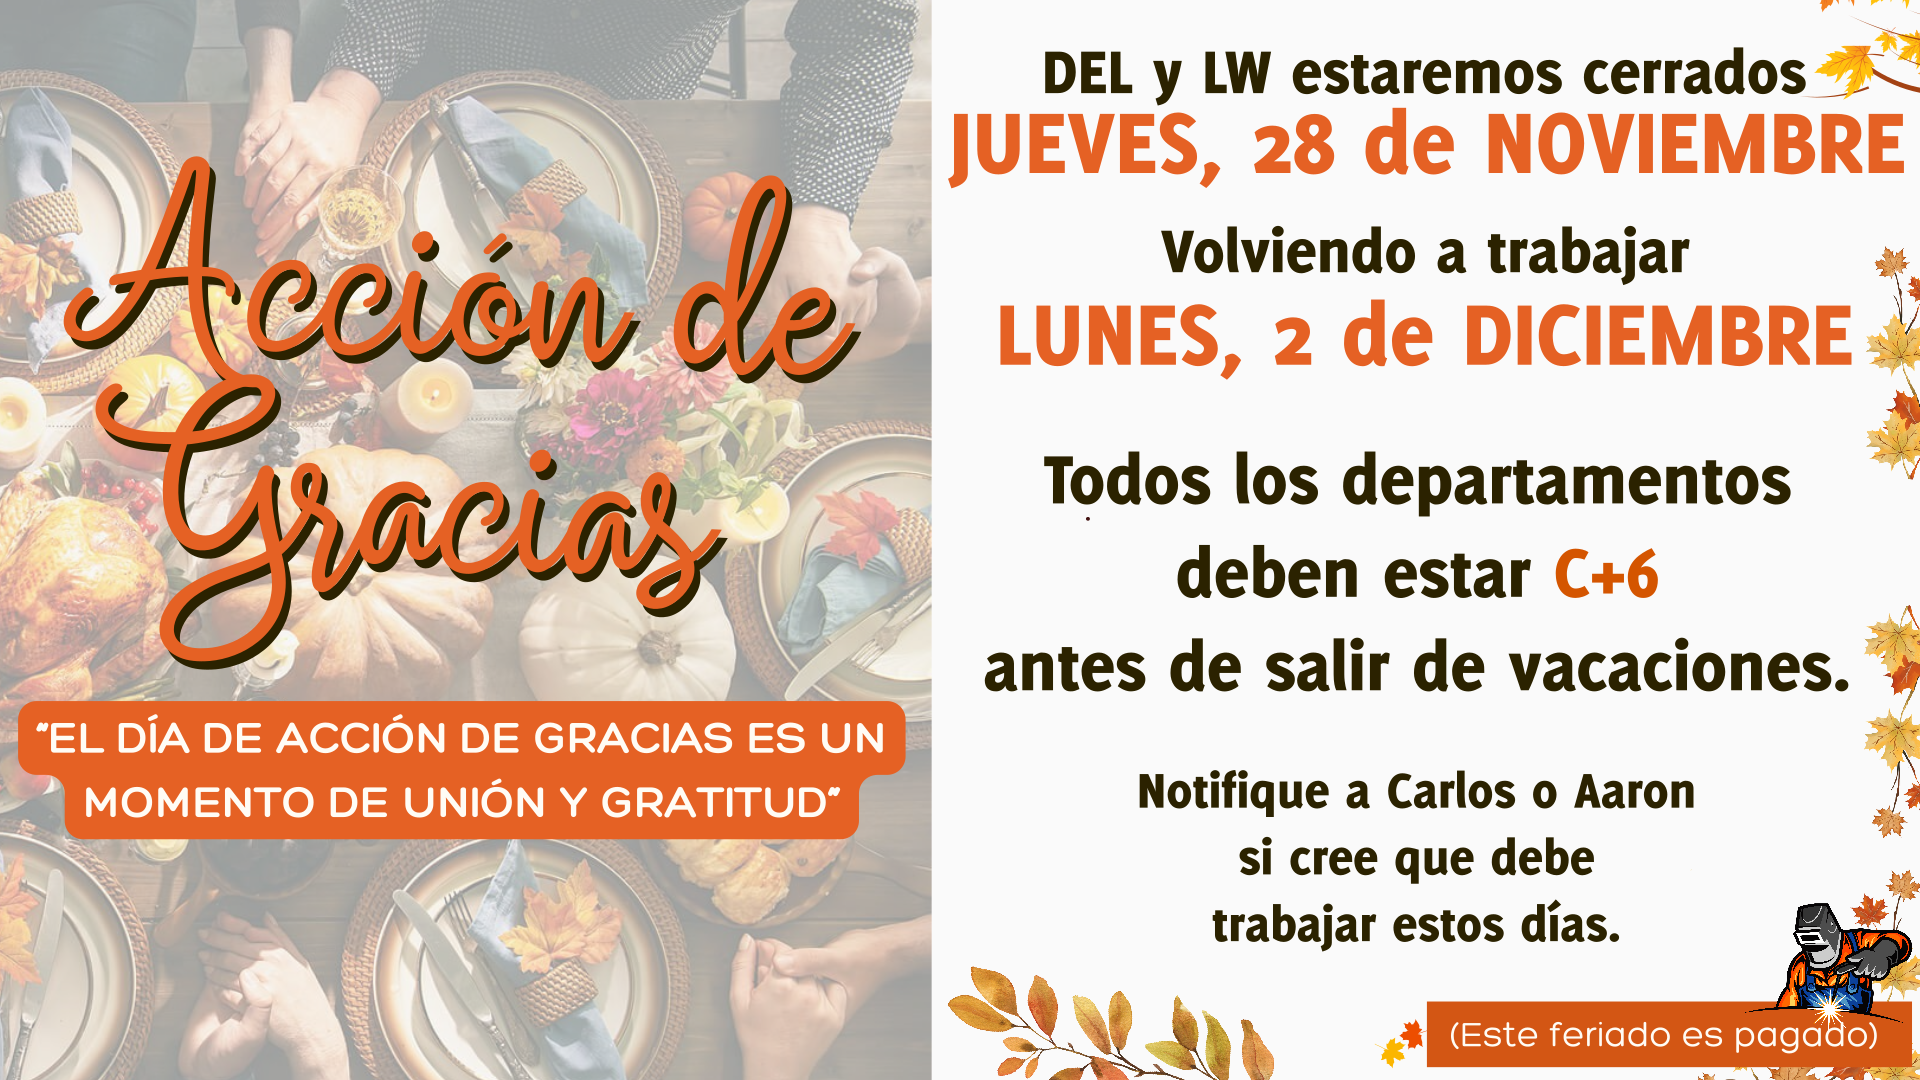 Acción de
Gracias
“EL DÍA DE ACCIÓN DE GRACIAS ES UN
MOMENTO DE UNIÓN Y GRATITUD”
DEL y LW estaremos cerrados
JUEVES, 28 de NOVIEMBRE
Volviendo a trabajar
LUNES, 2 de DICIEMBRE
Todos los departamentos
deben estar C+6
antes de salir de vacaciones.
Notifique a Carlos o Aaron
si cree que debe
trabajar estos días.
(Este feriado es pagado)